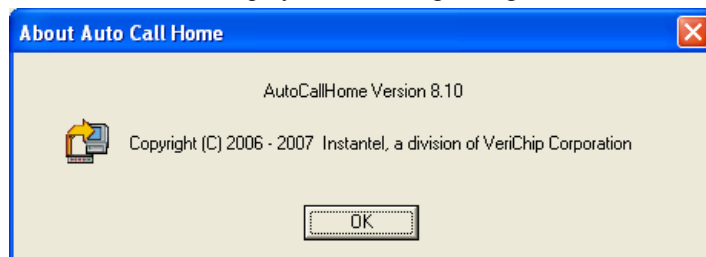 About Auto Call Home
AutoCallHome Version 8.10
Copyright (C) 2006 - 2007 Instantel, a division of VeriChip Corporation
OK